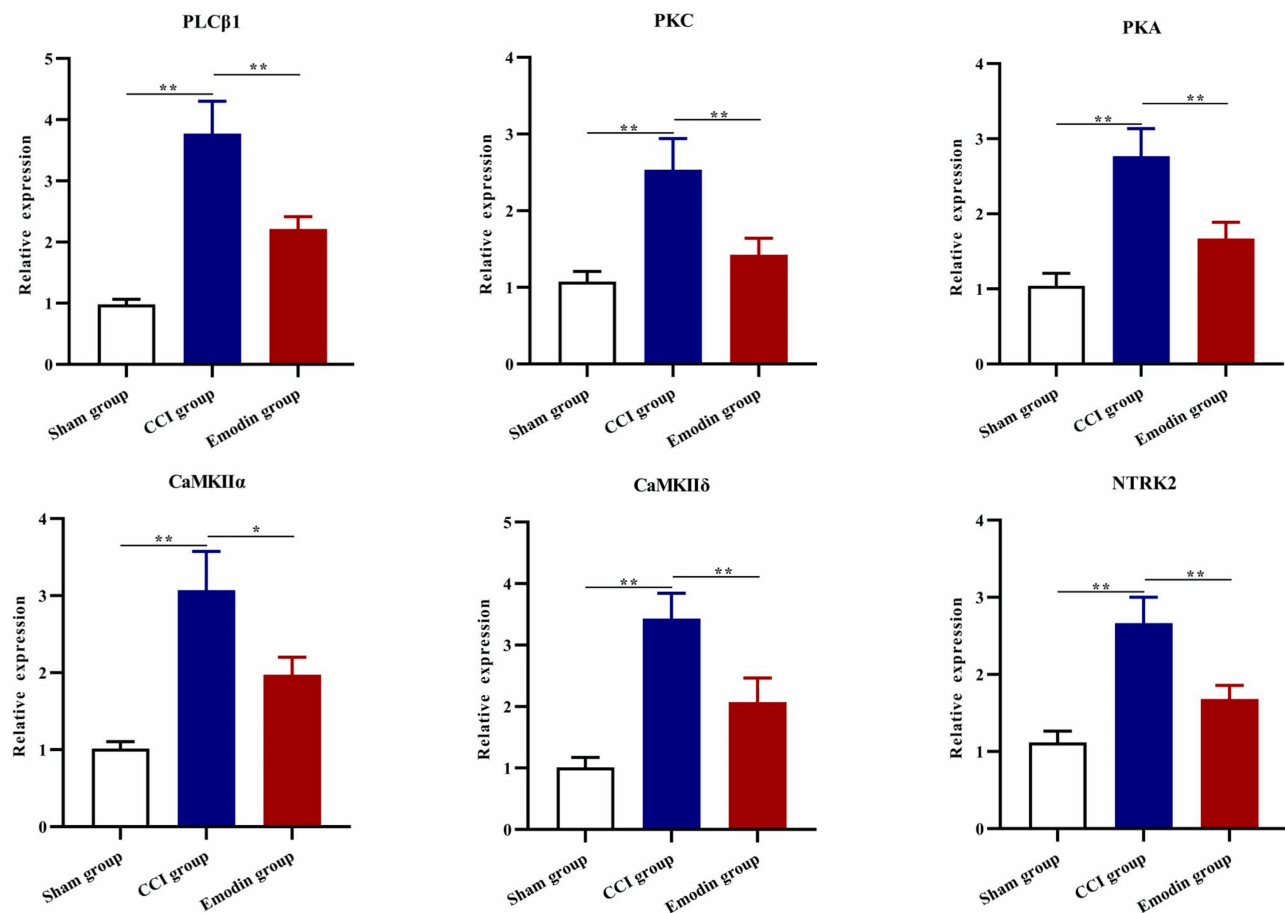 PLCβ1
Relative expression
5
4
3
2
1
0
**
**
Sham group
CCI group
Emodin group
PKC
Relative expression
4
3
2
1
0
**
**
Sham group
CCI group
Emodin group
PKA
Relative expression
4
3
2
1
0
**
**
Sham group
CCI group
Emodin group
CaMKIIα
Relative expression
4
3
2
1
0
**
*
Sham group
CCI group
Emodin group
CaMKIIδ
Relative expression
5
4
3
2
1
0
**
**
Sham group
CCI group
Emodin group
NTRK2
Relative expression
4
3
2
1
0
**
**
Sham group
CCI group
Emodin group